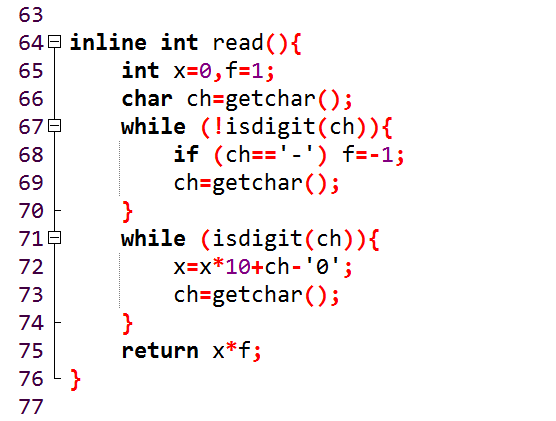 63
64 inline int read(){
65     int x=0,f=1;
66     char ch=getchar();
67     while (!isdigit(ch)){
68         if (ch=='-') f=-1;
69         ch=getchar();
70     }
71     while (isdigit(ch)){
72         x=x*10+ch-'0';
73         ch=getchar();
74     }
75     return x*f;
76 }
77